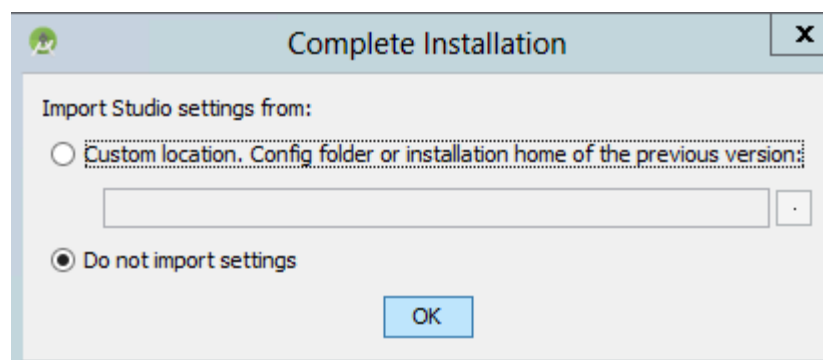 Complete Installation
x
Import Studio settings from:
Custom location. Config folder or installation home of the previous version:
.
Do not import settings
OK